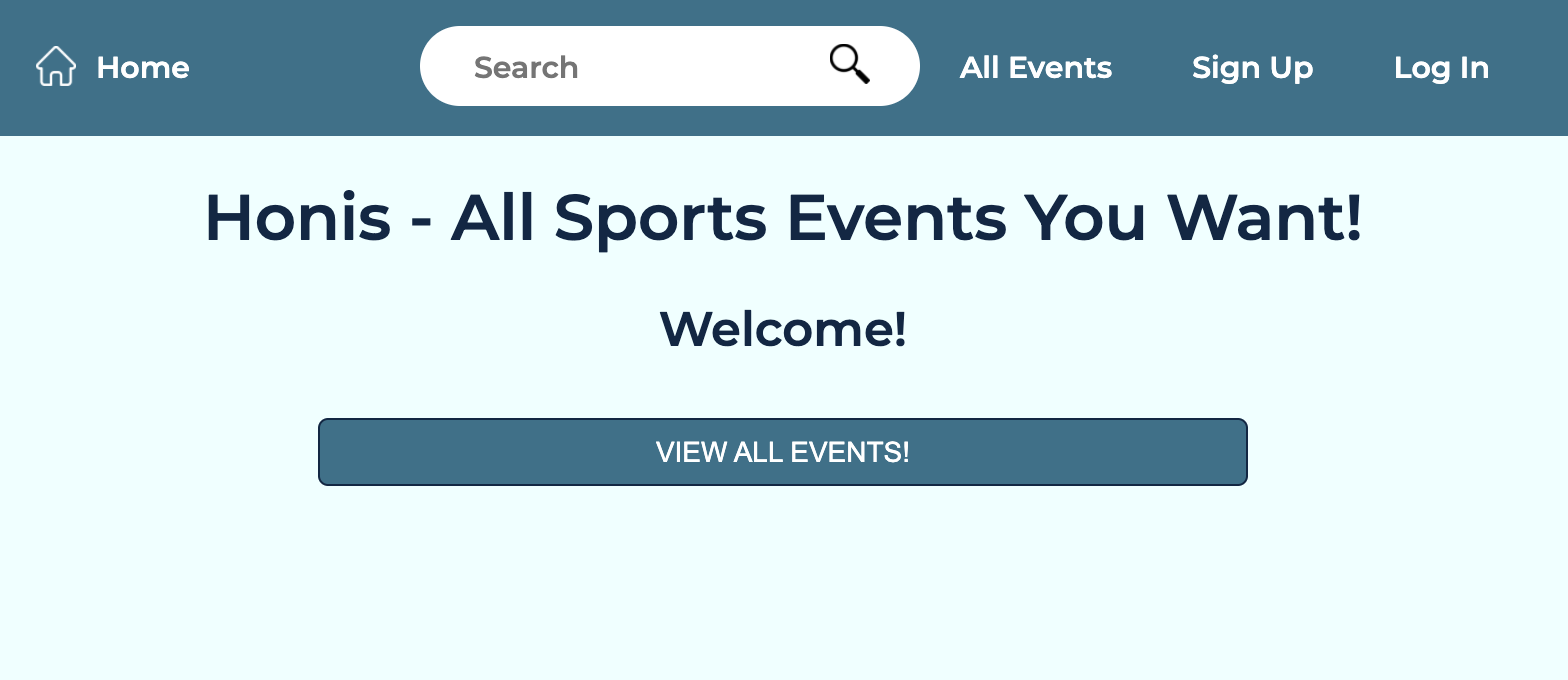 Home Search All Events Sign Up Log In
Honis - All Sports Events You Want!
Welcome!
VIEW ALL EVENTS!